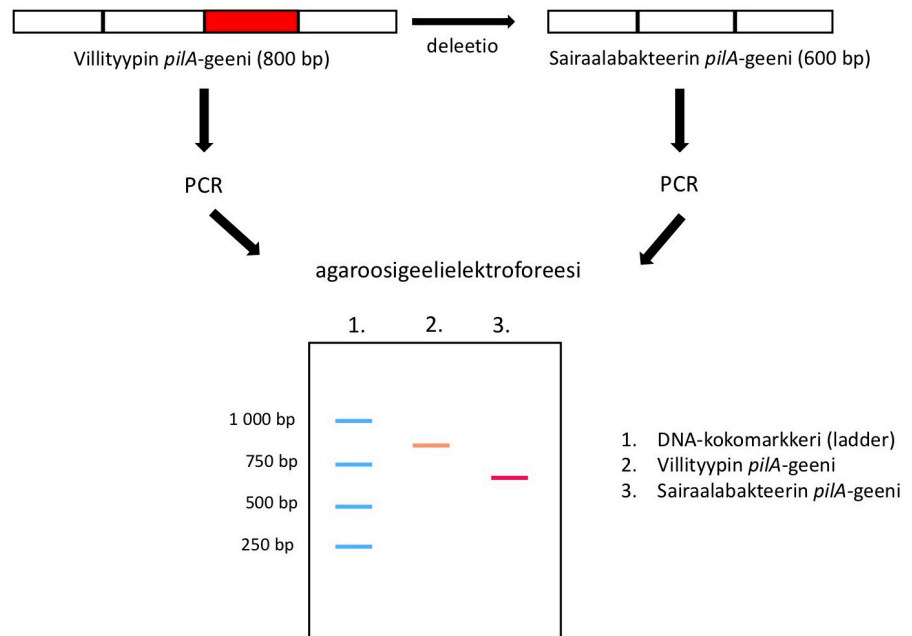 deleetio
Villityypin pilA-geeni (800 bp)
Sairaalabakteerin pilA-geeni (600 bp)
PCR
PCR
agaroosigeelielektroforeesi
1.
2.
3.
1 000 bp
750 bp
500 bp
250 bp
1. DNA-kokomarkkeri (ladder)
2. Villityypin pilA-geeni
3. Sairaalabakteerin pilA-geeni